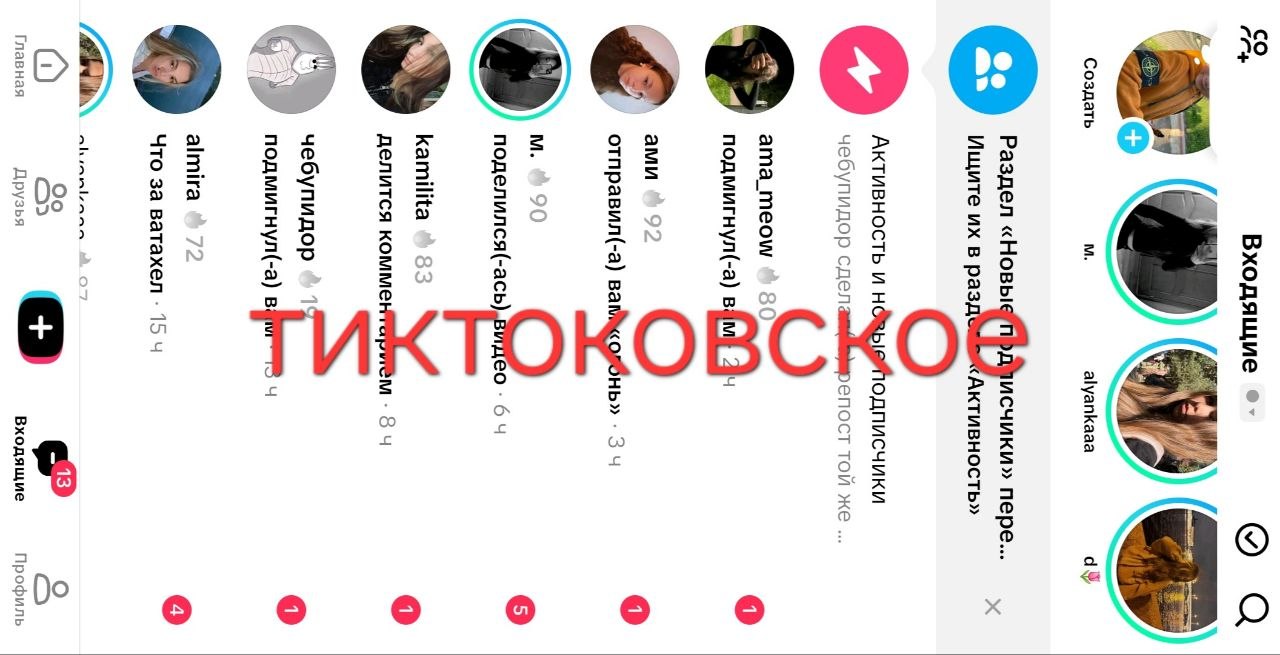 Входящие
Создать
м.
alyankaaa
d🌷
Раздел «Новые подписчики» пере...
Ищите их в разделе «Активность»
Активность и новые подписчики
чебупидор сделал(-а) репост той же ...
ama_meow 80
подмигнул(-а) вам · 2 ч
1
ами 92
отправил(-а) вам «огонь» · 3 ч
1
м. 90
поделился(-ась) видео · 6 ч
5
kamilita 83
делится комментарием · 8 ч
1
чебупидор 19
подмигнул(-а) вам · 13 ч
1
almira 72
Что за ватахел · 15 ч
4
87
Главная
Друзья
Входящие
13
Профиль
ТИКТОКОВСКОЕ